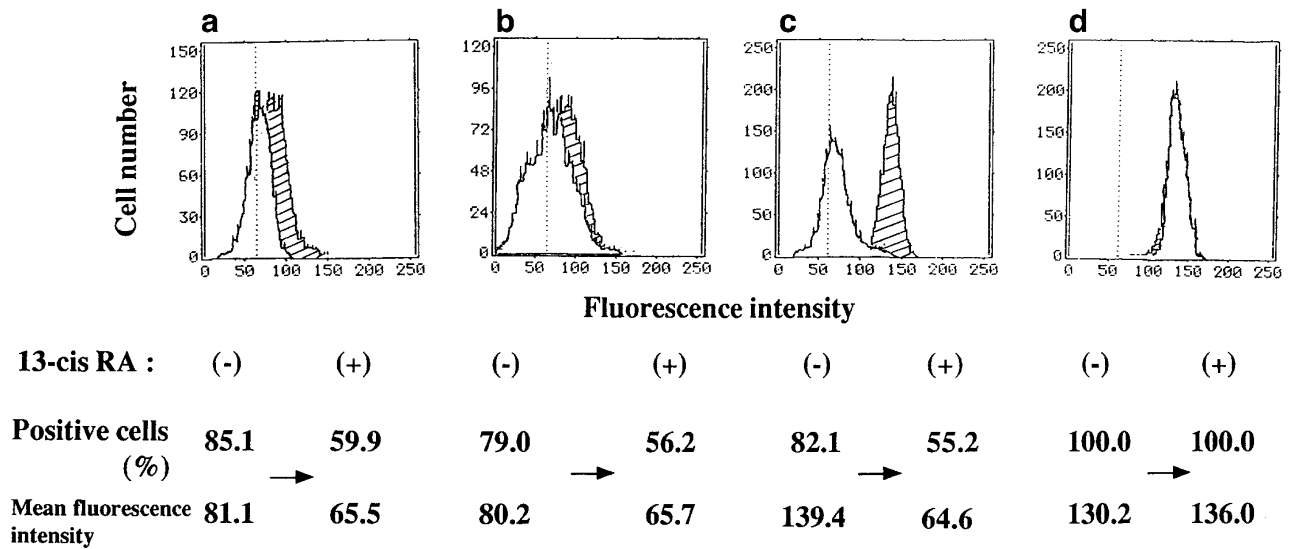 a b c d
150 120 90 60 30 0
120 96 72 48 24 0
250 200 150 100 50 0
250 200 150 100 50 0
Cell number
0 50 100 150 200 250
0 50 100 150 200 250
0 50 100 150 200 250
0 50 100 150 200 250
Fluorescence intensity
13-cis RA : (-) (+) (-) (+) (-) (+) (-) (+)
Positive cells 85.1 59.9 79.0 56.2 82.1 55.2 100.0 100.0
(%)
Mean fluorescence 81.1 65.5 80.2 65.7 139.4 64.6 130.2 136.0
intensity